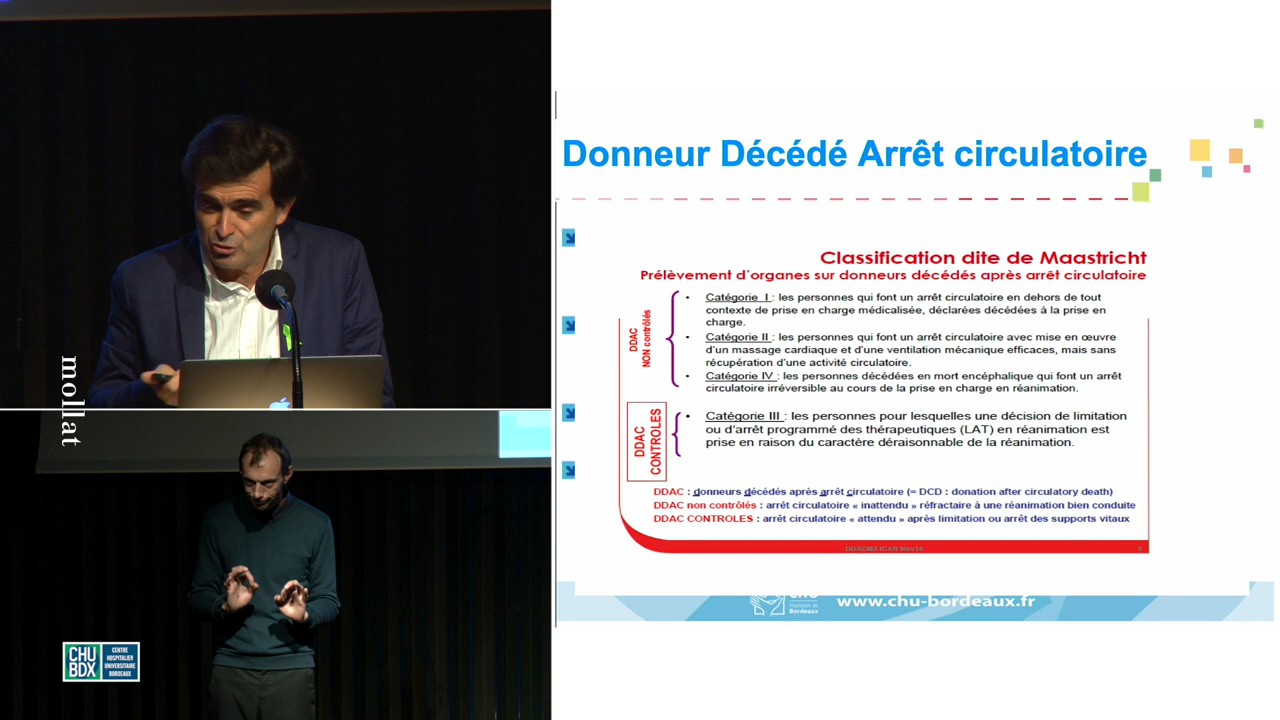 mollat
CHU
BDX
CENTRE
HOSPITALIER
UNIVERSITAIRE
BORDEAUX
Donneur Décédé Arrêt circulatoire
Classification dite de Maastricht
Prélèvement d'organes sur donneurs décédés après arrêt circulatoire
DDAC
NON contrôlés
• Catégorie I : les personnes qui font un arrêt circulatoire en dehors de tout
contexte de prise en charge médicalisée, déclarées décédées à la prise en
charge.
• Catégorie II : les personnes qui font un arrêt circulatoire avec mise en œuvre
d'un massage cardiaque et d'une ventilation mécanique efficaces, mais sans
récupération d'une activité circulatoire.
• Catégorie IV : les personnes décédées en mort encéphalique qui font un arrêt
circulatoire irréversible au cours de la prise en charge en réanimation.
DDAC
CONTROLES
• Catégorie III : les personnes pour lesquelles une décision de limitation
ou d'arrêt programmé des thérapeutiques (LAT) en réanimation est
prise en raison du caractère déraisonnable de la réanimation.
DDAC : donneurs décédés après arrêt circulatoire (= DCD : donation after circulatory death)
DDAC non contrôlés : arrêt circulatoire « inattendu » réfractaire à une réanimation bien conduite
DDAC CONTROLES : arrêt circulatoire « attendu » après limitation ou arrêt des supports vitaux
DDACM3 ICAR Nov14
3
CHU
Hôpitaux de
Bordeaux
www.chu-bordeaux.fr